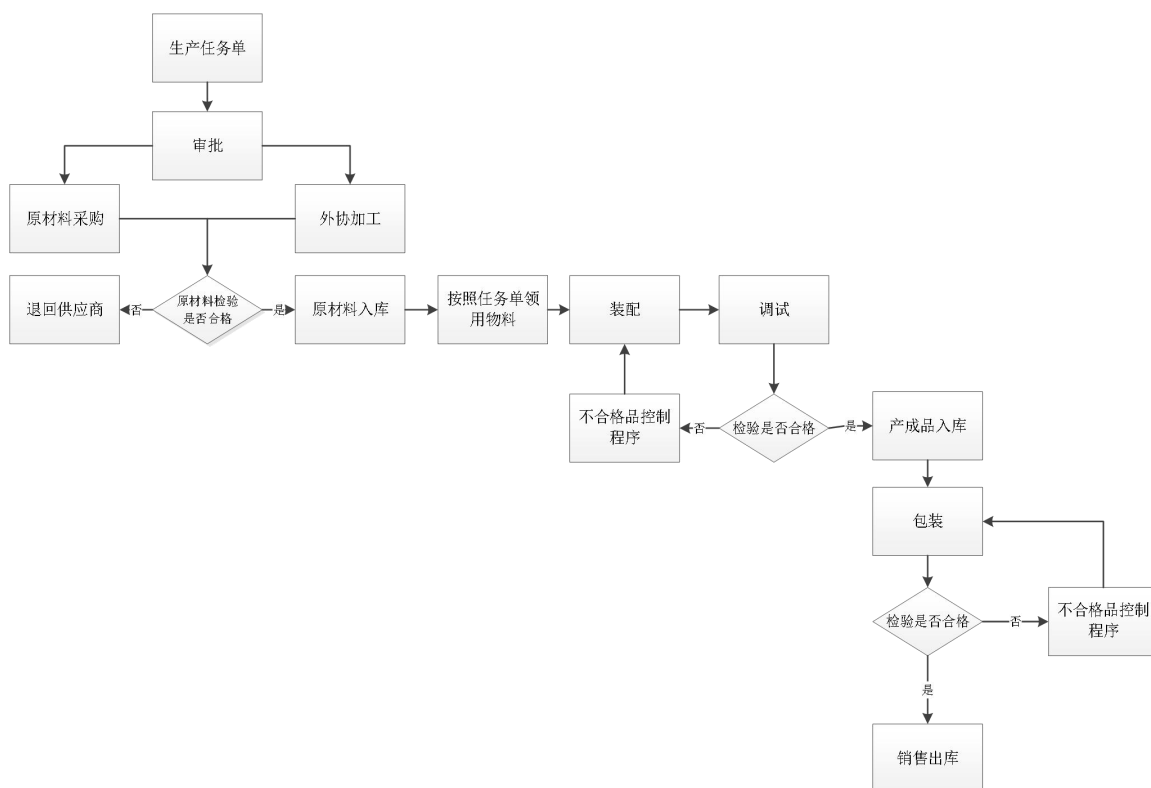 生产任务单
审批
原材料采购
外协加工
退回供应商
否
原材料检验
是否合格
是
原材料入库
按照任务单领
用物料
装配
调试
不合格品控制
程序
否
检验是否合格
是
产成品入库
包装
检验是否合格
否
不合格品控制
程序
是
销售出库